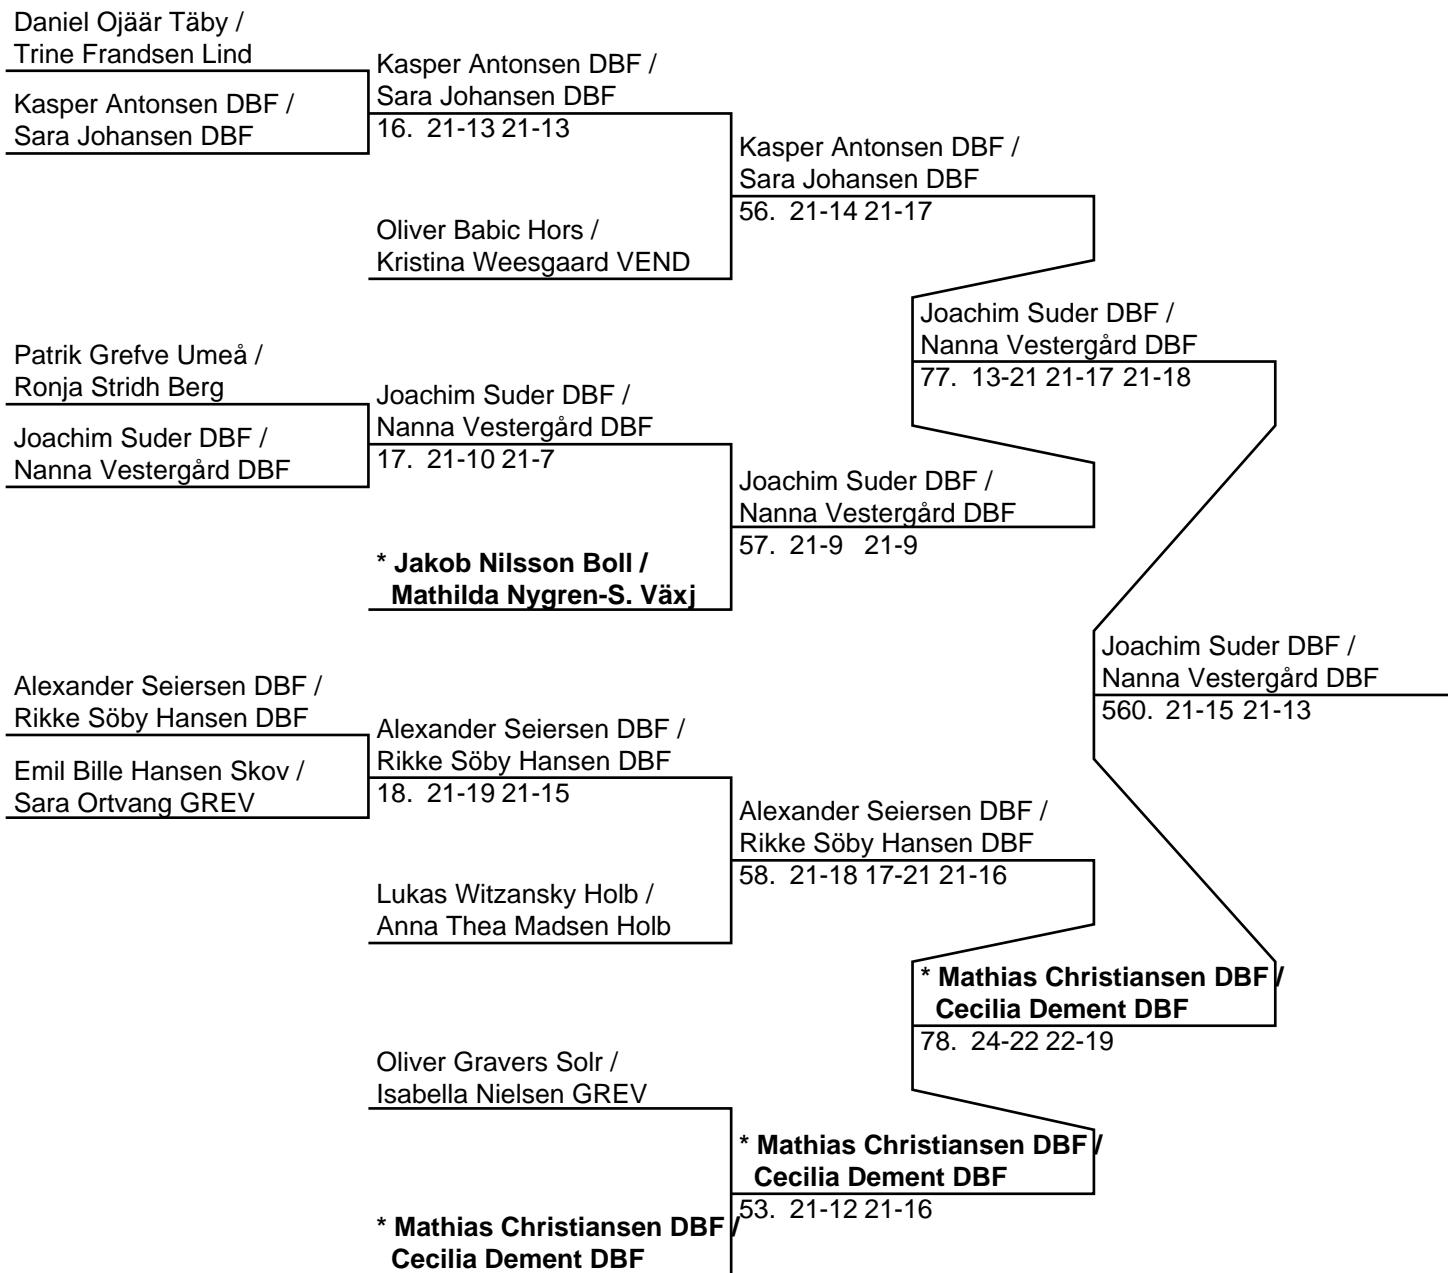 Daniel Ojäär Täby /
Trine Frandsen Lind
Kasper Antonsen DBF /
Sara Johansen DBF
Kasper Antonsen DBF /
Sara Johansen DBF
16. 21-13 21-13
Kasper Antonsen DBF /
Sara Johansen DBF
56. 21-14 21-17
Oliver Babic Hors /
Kristina Weesgaard VEND
Joachim Suder DBF /
Nanna Vestergård DBF
77. 13-21 21-17 21-18
Patrik Grefve Umeå /
Ronja Stridh Berg
Joachim Suder DBF /
Nanna Vestergård DBF
17. 21-10 21-7
Joachim Suder DBF /
Nanna Vestergård DBF
Joachim Suder DBF /
Nanna Vestergård DBF
57. 21-9 21-9
* Jakob Nilsson Boll /
Mathilda Nygren-S. Växj
Joachim Suder DBF /
Nanna Vestergård DBF
560. 21-15 21-13
Alexander Seiersen DBF /
Rikke Söby Hansen DBF
Alexander Seiersen DBF /
Rikke Söby Hansen DBF
18. 21-19 21-15
Emil Bille Hansen Skov /
Sara Ortvang GREV
Alexander Seiersen DBF /
Rikke Söby Hansen DBF
58. 21-18 17-21 21-16
Lukas Witzansky Holb /
Anna Thea Madsen Holb
* Mathias Christiansen DBF /
Cecilia Dement DBF
78. 24-22 22-19
Oliver Gravers Solr /
Isabella Nielsen GREV
* Mathias Christiansen DBF /
Cecilia Dement DBF
53. 21-12 21-16
* Mathias Christiansen DBF /
Cecilia Dement DBF